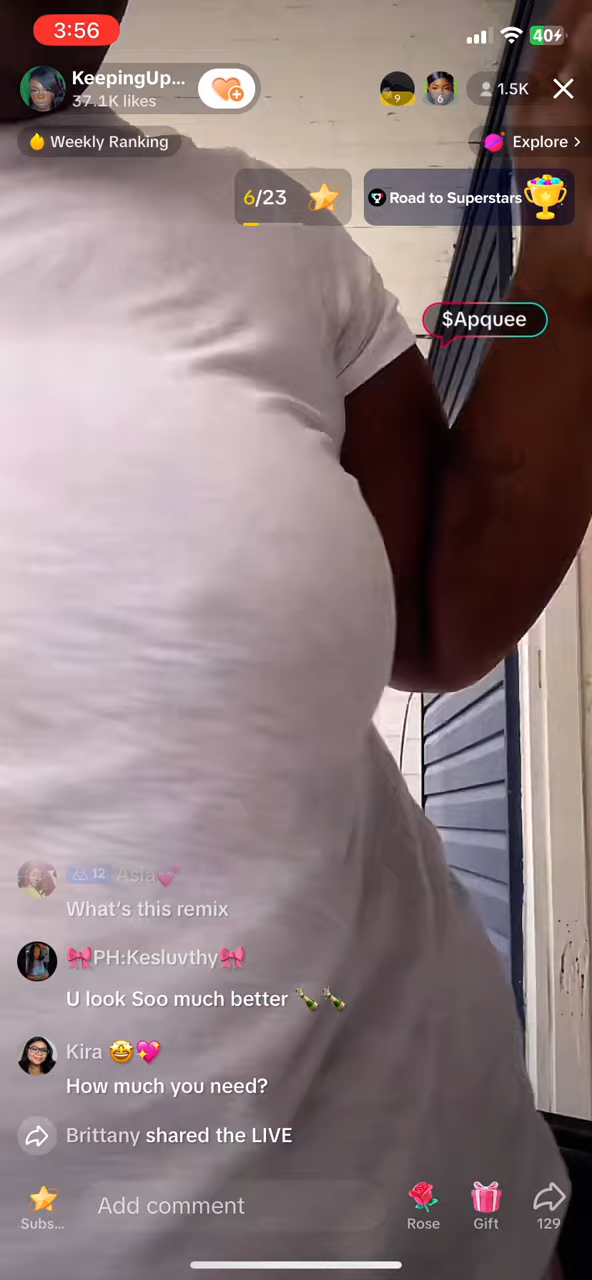 3:56
40
KeepingUp...
37.1K likes
9
6
1.5K
Weekly Ranking
Explore >
6/23
Road to Superstars
$Apquee
12 Asia💕
What's this remix
🎀PH:Kesluvthy🎀
U look Soo much better 🍾🍾
Kira 🤩💖
How much you need?
Brittany shared the LIVE
Subs...
Add comment
Rose
Gift
129